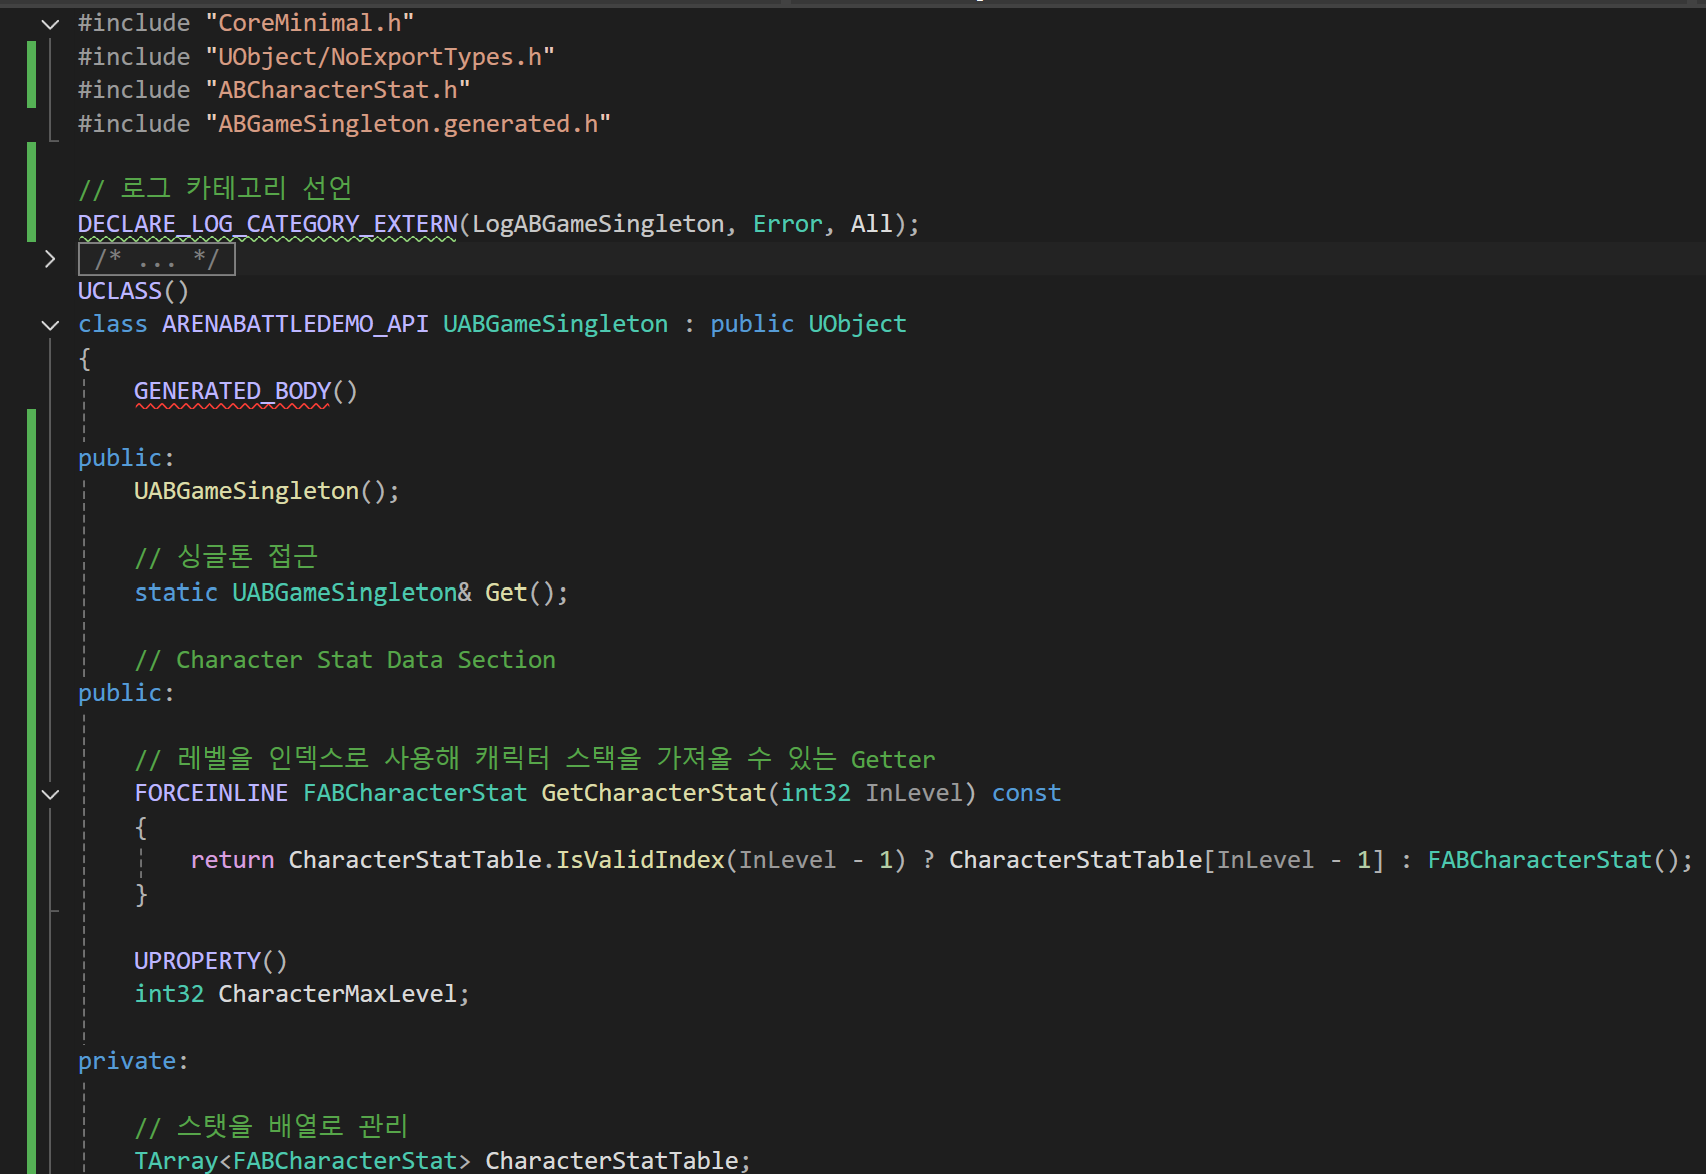 #include "CoreMinimal.h"
#include "UObject/NoExportTypes.h"
#include "ABCharacterStat.h"
#include "ABGameSingleton.generated.h"
// 로그 카테고리 선언
DECLARE_LOG_CATEGORY_EXTERN(LogABGameSingleton, Error, All);
/* ... */
UCLASS()
class ARENABATTLEDEMO_API UABGameSingleton : public UObject
{
GENERATED_BODY()
public:
UABGameSingleton();
// 싱글톤 접근
static UABGameSingleton& Get();
// Character Stat Data Section
public:
// 레벨을 인덱스로 사용해 캐릭터 스택을 가져올 수 있는 Getter
FORCEINLINE FABCharacterStat GetCharacterStat(int32 InLevel) const
{
return CharacterStatTable.IsValidIndex(InLevel - 1) ? CharacterStatTable[InLevel - 1] : FABCharacterStat();
}
UPROPERTY()
int32 CharacterMaxLevel;
private:
// 스탯을 배열로 관리
TArray<FABCharacterStat> CharacterStatTable;